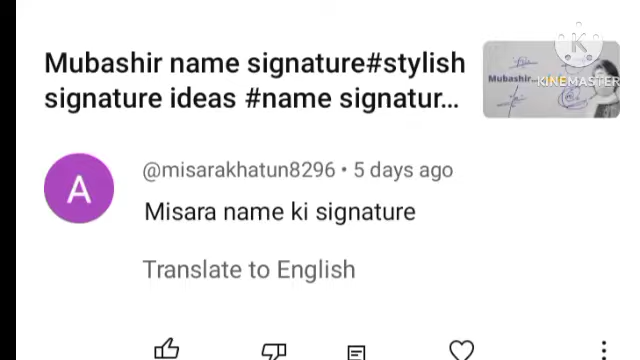 Mubashir name signature#stylish
signature ideas #name signatur...
Mubashir
KINEMASTER
A
@misarakhatun8296 • 5 days ago
Misara name ki signature
Translate to English